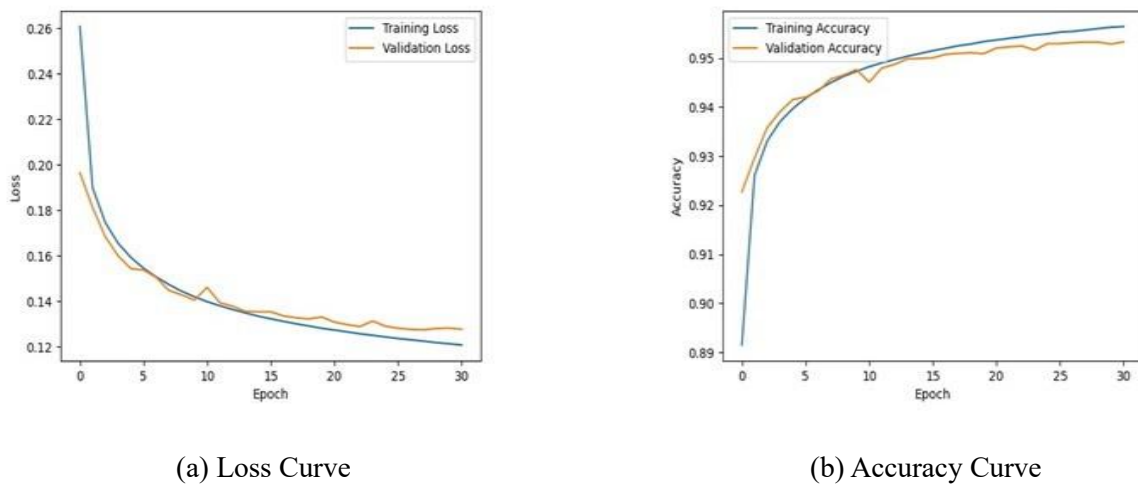 0.26
0.24
0.22
0.20
0.18
0.16
0.14
0.12
Loss
Training Loss
Validation Loss
0 5 10 15 20 25 30
Epoch
(a) Loss Curve
0.95
0.94
0.93
0.92
0.91
0.90
0.89
Accuracy
Training Accuracy
Validation Accuracy
0 5 10 15 20 25 30
Epoch
(b) Accuracy Curve